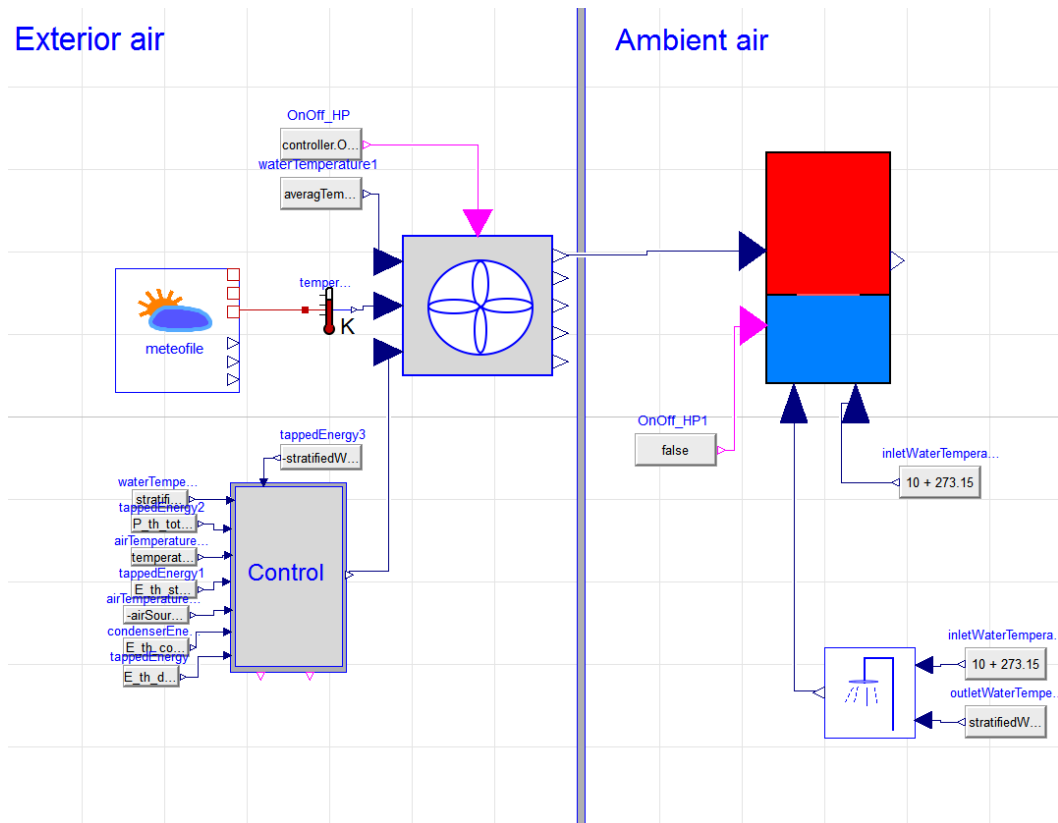 Exterior air
Ambient air
OnOff_HP
controller.O...
waterTemperature1
averagTem...
temper...
K
meteofile
tappedEnergy3
-stratifiedW...
waterTempe...
stratifi...
tappedEnergy2
P_th_tot...
airTemperature...
temperat...
tappedEnergy1
E_th_st...
airTemperature...
-airSour...
condenserEne...
E_th_co...
tappedEnergy
E_th_d...
Control
OnOff_HP1
false
inletWaterTempera...
10 + 273.15
inletWaterTempera...
10 + 273.15
outletWaterTempe...
stratifiedW...